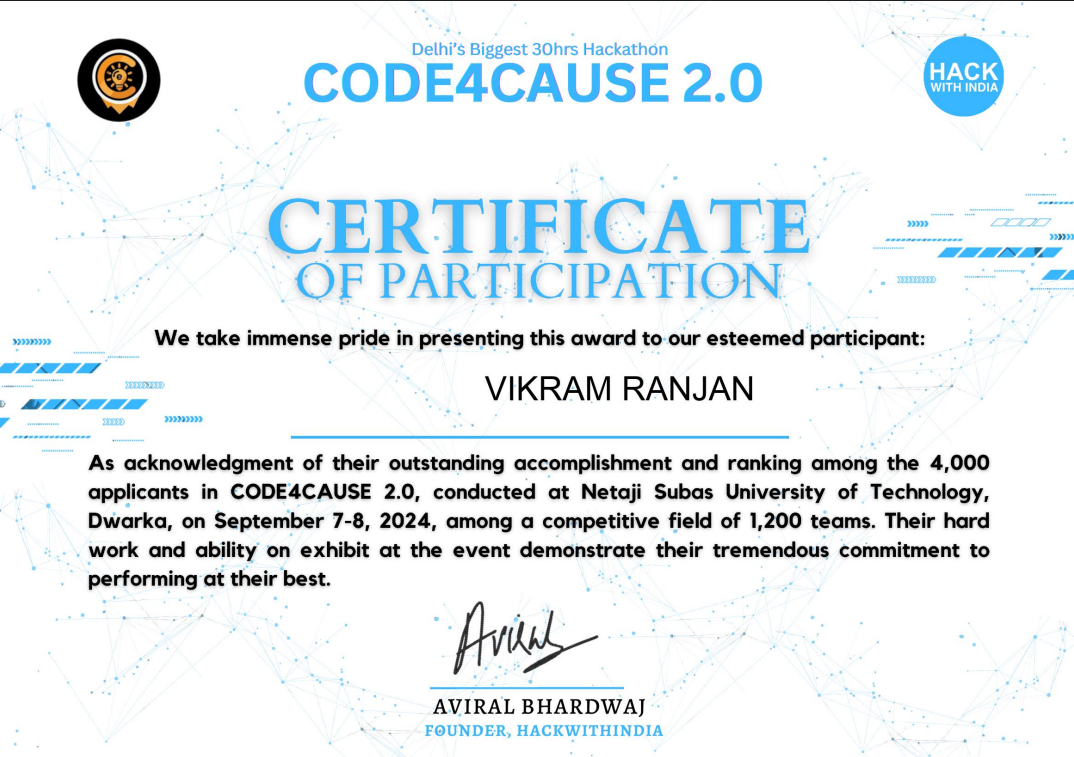 Delhi's Biggest 30hrs Hackathon
CODE4CAUSE 2.0
HACK
WITH INDIA
CERTIFICATE
OF PARTICIPATION
We take immense pride in presenting this award to our esteemed participant:
VIKRAM RANJAN
As acknowledgment of their outstanding accomplishment and ranking among the 4,000
applicants in CODE4CAUSE 2.0, conducted at Netaji Subas University of Technology,
Dwarka, on September 7-8, 2024, among a competitive field of 1,200 teams. Their hard
work and ability on exhibit at the event demonstrate their tremendous commitment to
performing at their best.
Aviral
AVIRAL BHARDWAJ
FOUNDER, HACKWITHINDIA